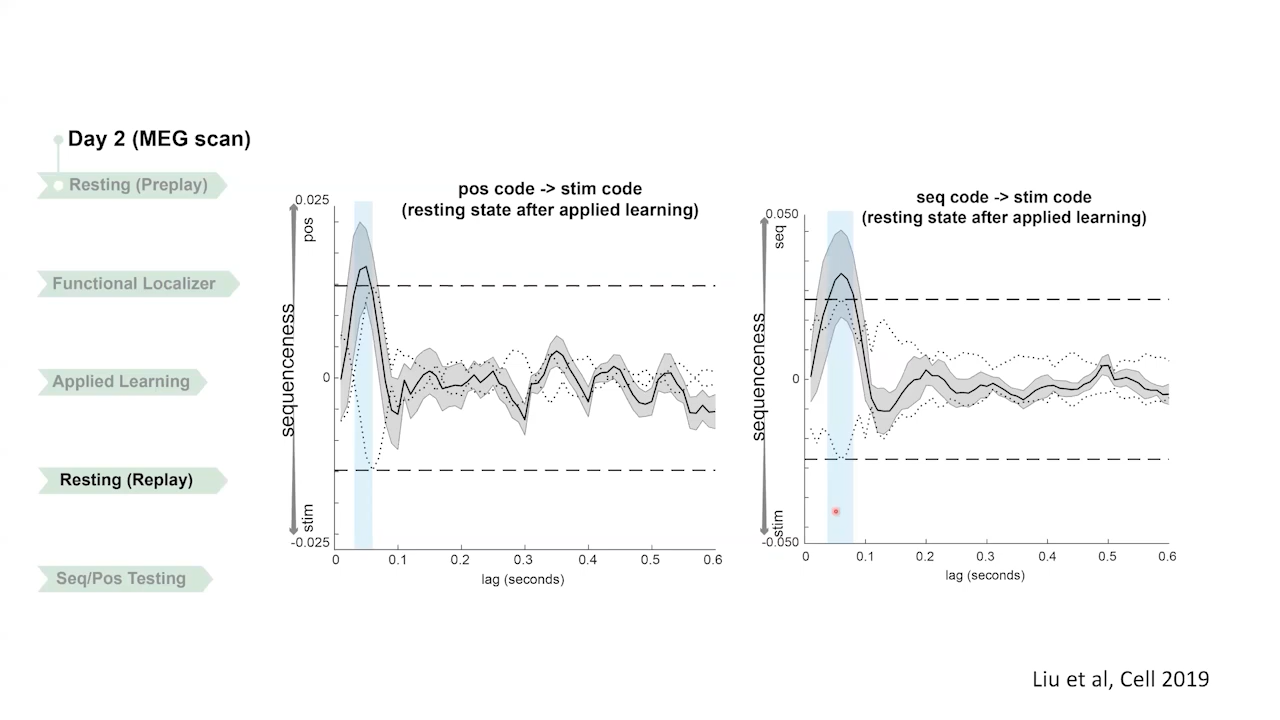 Day 2 (MEG scan)
Resting (Preplay)
Functional Localizer
Applied Learning
Resting (Replay)
Seq/Pos Testing
pos code -> stim code
(resting state after applied learning)
0.025
pos
sequenceness
0
stim
-0.025
0
0.1
0.2
0.3
0.4
0.5
0.6
lag (seconds)
seq code -> stim code
(resting state after applied learning)
0.050
seq
sequenceness
0
stim
-0.050
0
0.1
0.2
0.3
0.4
0.5
0.6
lag (seconds)
Liu et al, Cell 2019